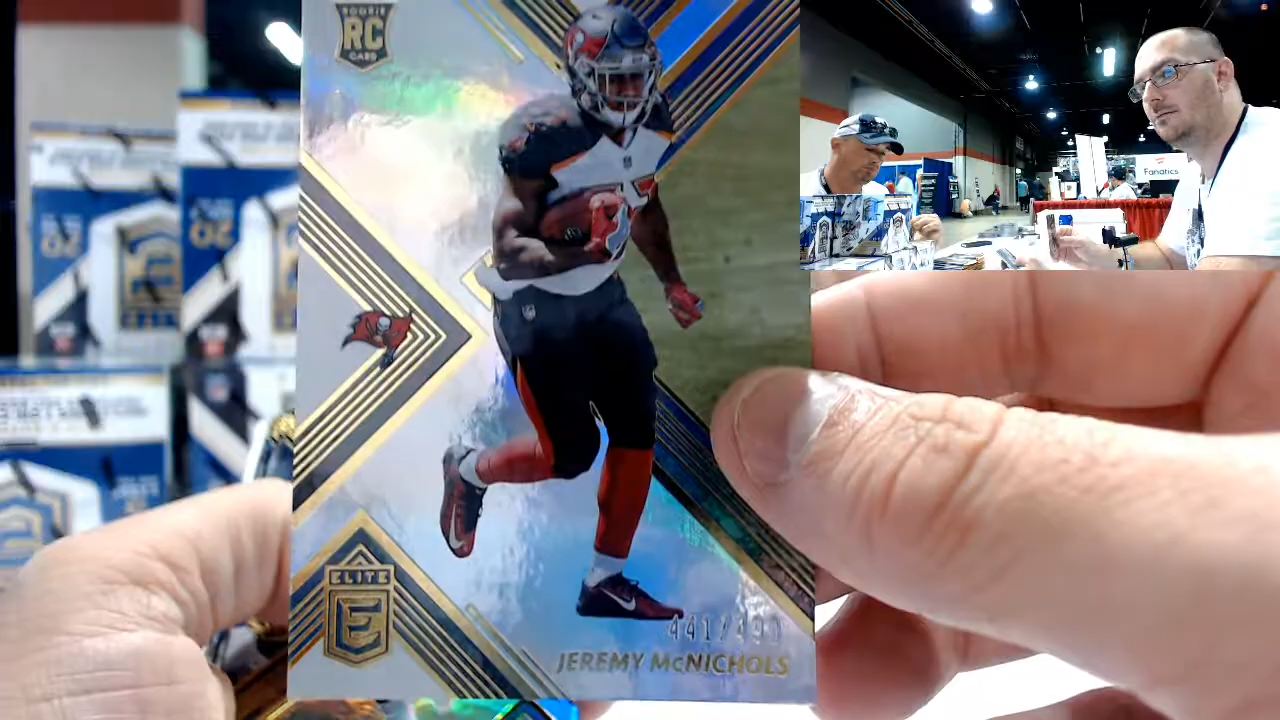 ROOKIE
RC
CARD
Fanatics
ELITE
E
441/499
JEREMY McNICHOLS